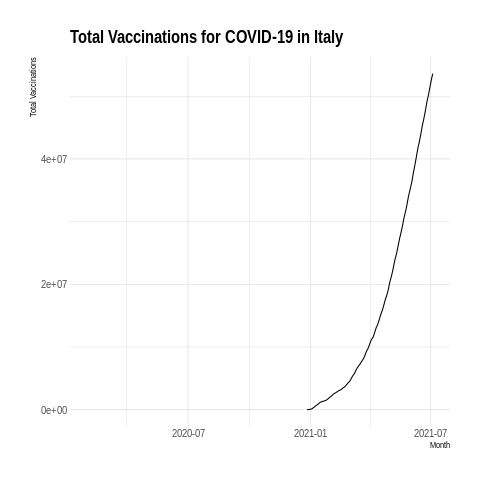 Total Vaccinations for COVID-19 in Italy
Total Vaccinations
4e+07
2e+07
0e+00
2020-07
2021-01
2021-07
Month